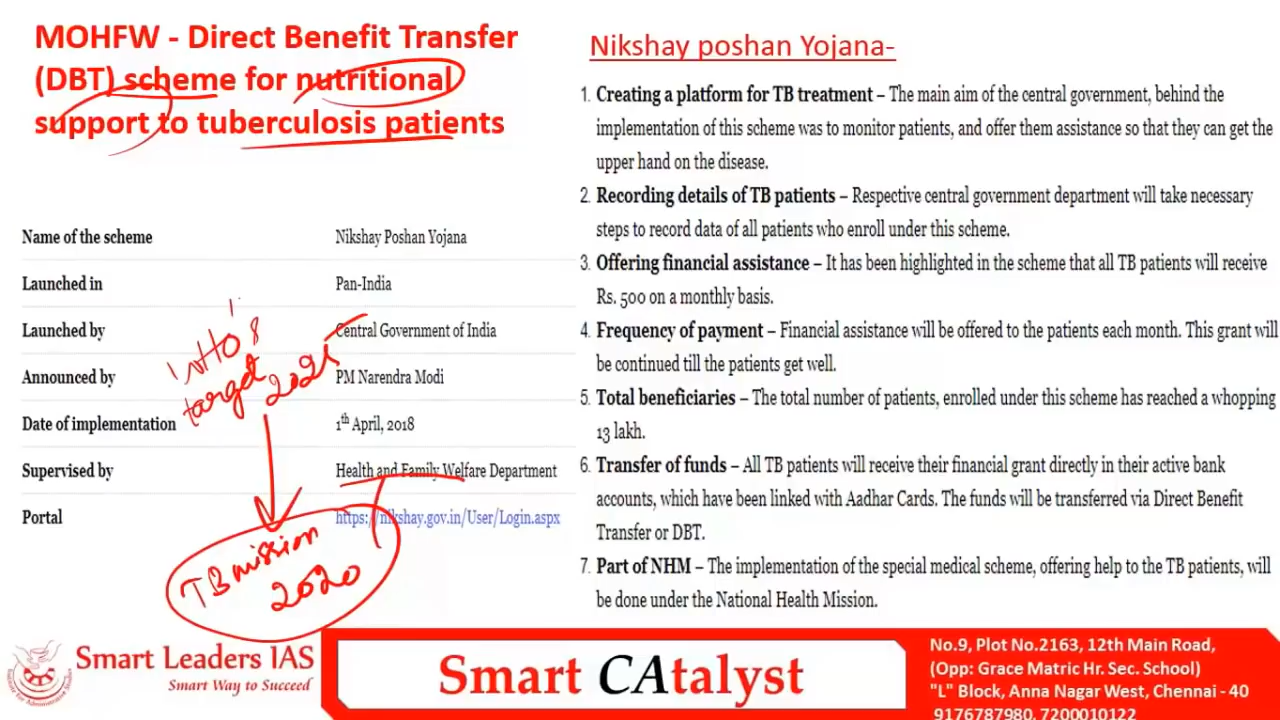 MOHFW - Direct Benefit Transfer
(DBT) scheme for nutritional
support to tuberculosis patients
Name of the scheme Nikshay Poshan Yojana
Launched in Pan-India
Launched by Central Government of India
Announced by PM Narendra Modi
Date of implementation 1st April, 2018
Supervised by Health and Family Welfare Department
Portal https://nikshay.gov.in/User/Login.aspx
WHO's
target 2025
TB mission
2020
Nikshay poshan Yojana-
1. Creating a platform for TB treatment – The main aim of the central government, behind the
implementation of this scheme was to monitor patients, and offer them assistance so that they can get the
upper hand on the disease.
2. Recording details of TB patients – Respective central government department will take necessary
steps to record data of all patients who enroll under this scheme.
3. Offering financial assistance – It has been highlighted in the scheme that all TB patients will receive
Rs. 500 on a monthly basis.
4. Frequency of payment – Financial assistance will be offered to the patients each month. This grant will
be continued till the patients get well.
5. Total beneficiaries – The total number of patients, enrolled under this scheme has reached a whopping
13 lakh.
6. Transfer of funds – All TB patients will receive their financial grant directly in their active bank
accounts, which have been linked with Aadhar Cards. The funds will be transferred via Direct Benefit
Transfer or DBT.
7. Part of NHM – The implementation of the special medical scheme, offering help to the TB patients, will
be done under the National Health Mission.
Smart Leaders IAS
Smart Way to Succeed
Smart CAtalyst
No.9, Plot No.2163, 12th Main Road,
(Opp: Grace Matric Hr. Sec. School)
"L" Block, Anna Nagar West, Chennai - 40
9176787980, 7200010122